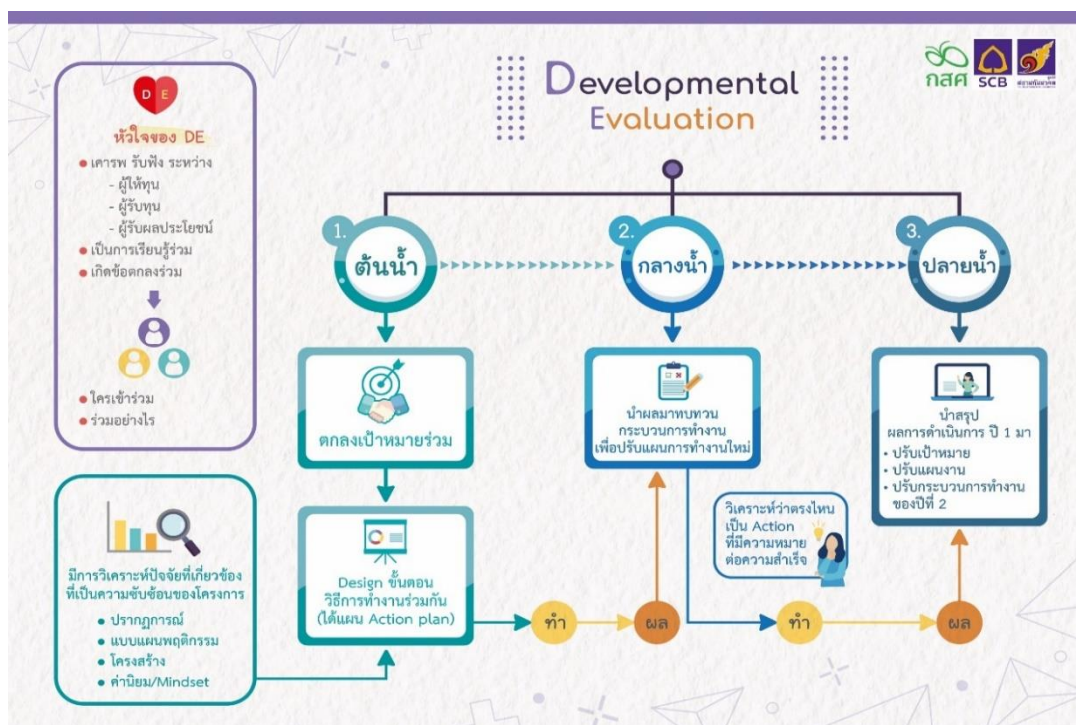 Developmental
Evaluation
กสศ
SCB
D E
หัวใจของ DE
เคารพ รับฟัง ระหว่าง
- ผู้ให้ทุน
- ผู้รับทุน
- ผู้รับผลประโยชน์
เป็นการเรียนรู้ร่วม
เกิดข้อตกลงร่วม
ใครเข้าร่วม
ร่วมอย่างไร
มีการวิเคราะห์ปัจจัยที่เกี่ยวข้อง
ที่เป็นความซับซ้อนของโครงการ
ปรากฏการณ์
แบบแผนพฤติกรรม
โครงสร้าง
ค่านิยม/Mindset
1.
ต้นน้ำ
ตกลงเป้าหมายร่วม
Design ขั้นตอน
วิธีการทำงานร่วมกัน
(ได้แผน Action plan)
ทำ
ผล
2.
กลางน้ำ
นำผลมาทบทวน
กระบวนการทำงาน
เพื่อปรับแผนการทำงานใหม่
วิเคราะห์ว่าตรงไหน
เป็น Action
ที่มีความหมาย
ต่อความสำเร็จ
ทำ
ผล
3.
ปลายน้ำ
นำสรุป
ผลการดำเนินการ ปี 1 มา
• ปรับเป้าหมาย
• ปรับแผนงาน
• ปรับกระบวนการทำงาน
ของปีที่ 2